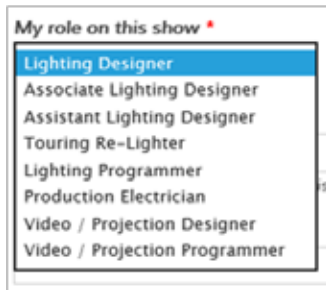 My role on this show *
Lighting Designer
Associate Lighting Designer
Assistant Lighting Designer
Touring Re-Lighter
Lighting Programmer
Production Electrician
Video / Projection Designer
Video / Projection Programmer